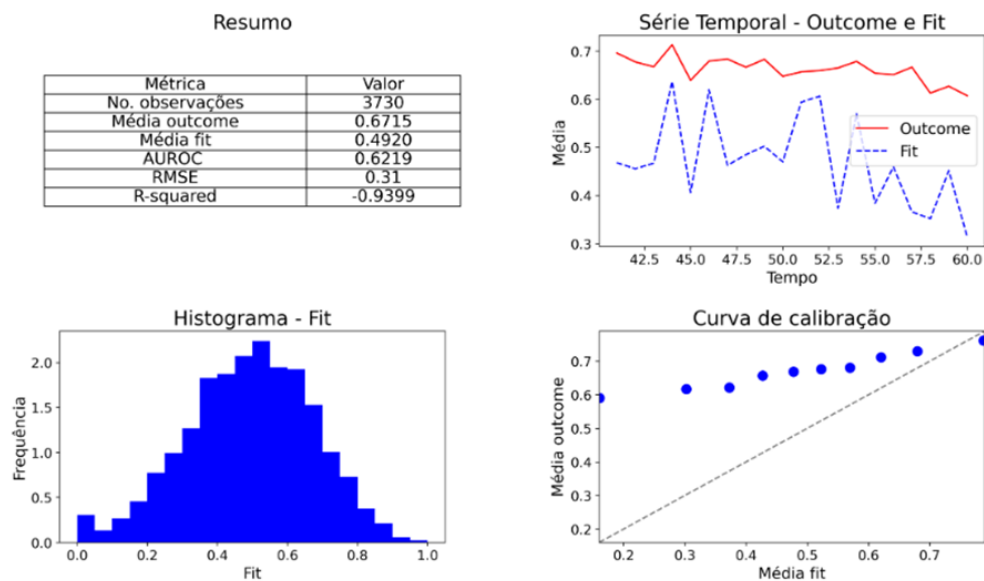 Resumo
Métrica Valor
No. observações 3730
Média outcome 0.6715
Média fit 0.4920
AUROC 0.6219
RMSE 0.31
R-squared -0.9399
Série Temporal - Outcome e Fit
0.7
0.6
0.5
0.4
0.3
Média
Outcome
Fit
42.5 45.0 47.5 50.0 52.5 55.0 57.5 60.0
Tempo
Histograma - Fit
2.0
1.5
1.0
0.5
0.0
Frequência
0.0 0.2 0.4 0.6 0.8 1.0
Fit
Curva de calibração
0.7
0.6
0.5
0.4
0.3
0.2
Média outcome
0.2 0.3 0.4 0.5 0.6 0.7
Média fit